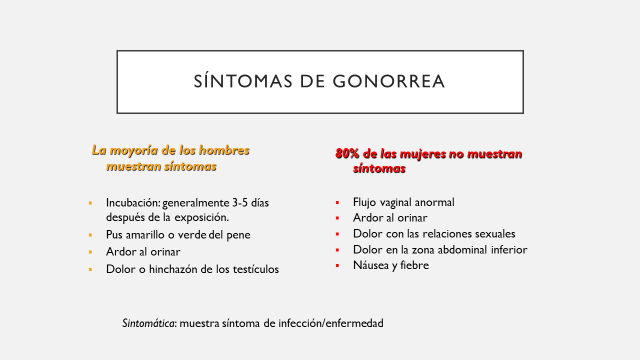 SÍNTOMAS DE GONORREA
La moyoría de los hombres
muestran síntomas
Incubación: generalmente 3-5 días
después de la exposición.
Pus amarillo o verde del pene
Ardor al orinar
Dolor o hinchazón de los testículos
80% de las mujeres no muestran
síntomas
Flujo vaginal anormal
Ardor al orinar
Dolor con las relaciones sexuales
Dolor en la zona abdominal inferior
Náusea y fiebre
Sintomática: muestra síntoma de infección/enfermedad